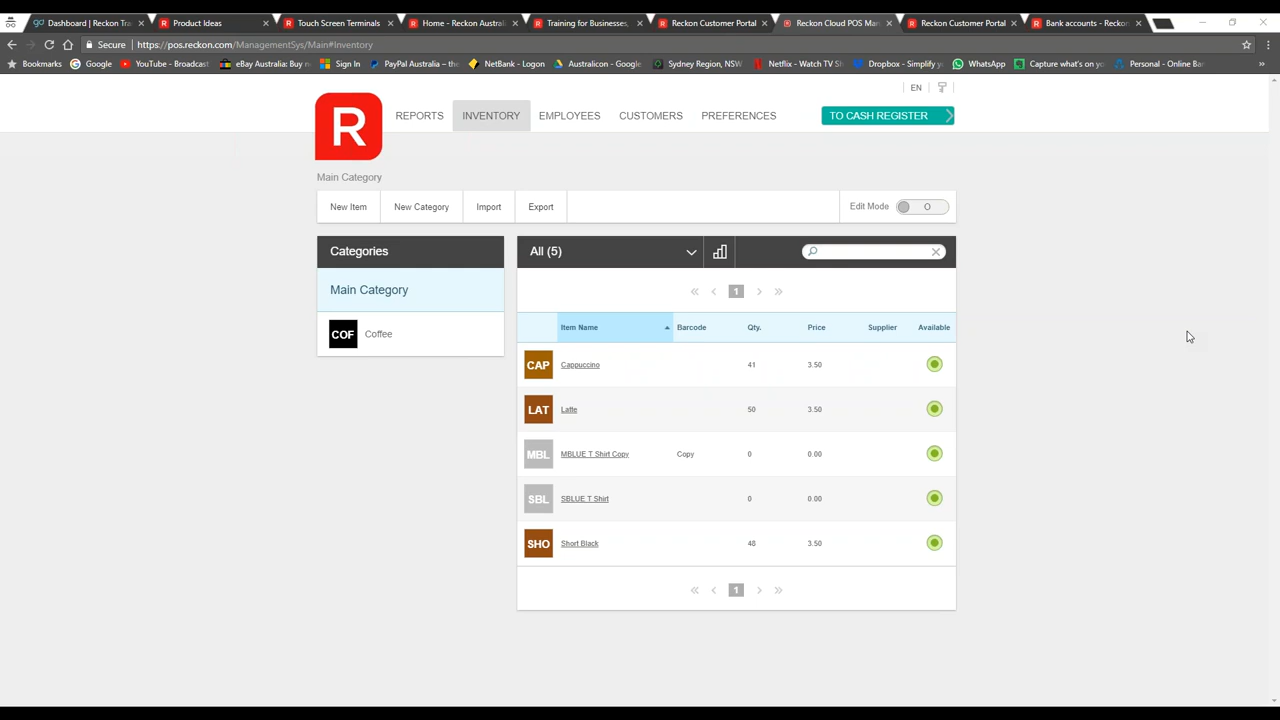 Dashboard | Reckon Tra
Product Ideas
Touch Screen Terminals
Home - Reckon Austral
Training for Businesses,
Reckon Customer Portal
Reckon Cloud POS Man
Reckon Customer Portal
Bank accounts - Reckon
Secure | https://pos.reckon.com/ManagementSys/Main#Inventory
Bookmarks
Google
YouTube - Broadcast
eBay Australia: Buy n
Sign In
PayPal Australia – the
NetBank - Logon
Australicon - Google
Sydney Region, NSW
Netflix - Watch TV Sh
Dropbox - Simplify yo
WhatsApp
Capture what's on yo
Personal - Online Ban
EN
R
REPORTS
INVENTORY
EMPLOYEES
CUSTOMERS
PREFERENCES
TO CASH REGISTER
Main Category
New Item
New Category
Import
Export
Edit Mode
O
Categories
Main Category
COF Coffee
All (5)
1
Item Name Barcode Qty. Price Supplier Available
CAP Cappuccino 41 3.50
LAT Latte 50 3.50
MBL MBLUE T Shirt Copy Copy 0 0.00
SBL SBLUE T Shirt 0 0.00
SHO Short Black 48 3.50
1